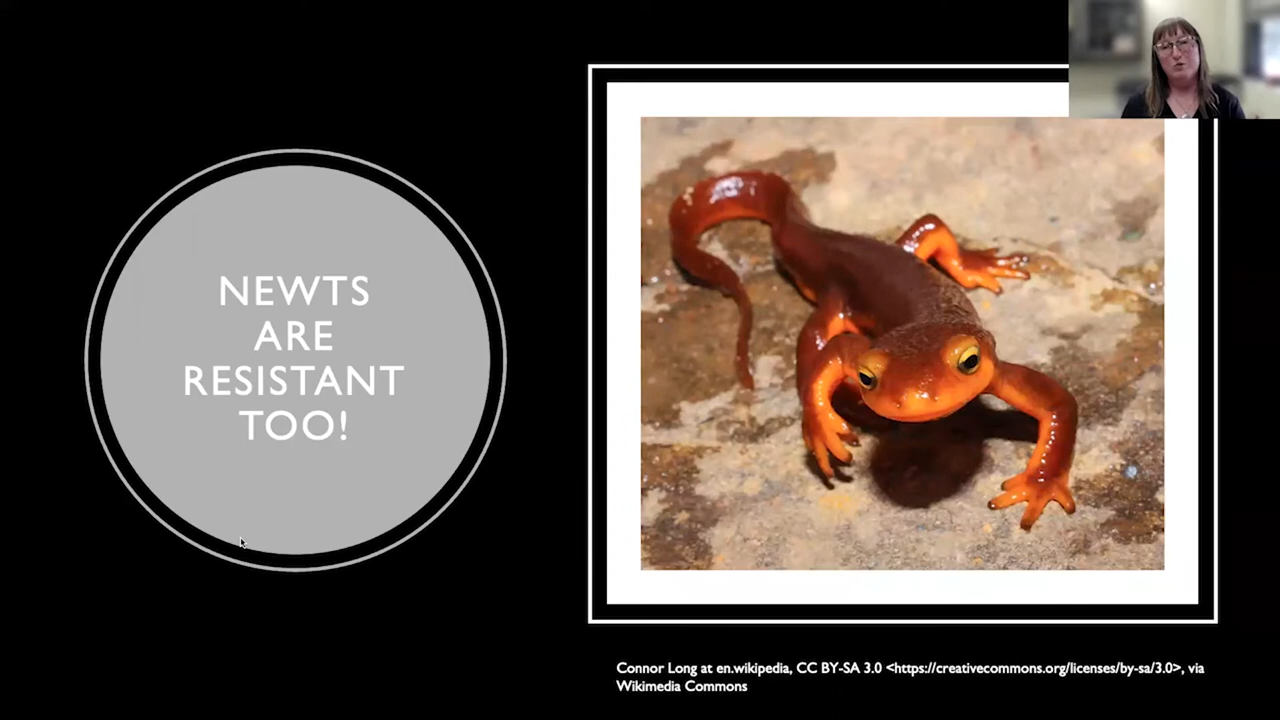 NEWTS
ARE
RESISTANT
TOO!
Connor Long at en.wikipedia, CC BY-SA 3.0 <https://creativecommons.org/licenses/by-sa/3.0>, via
Wikimedia Commons